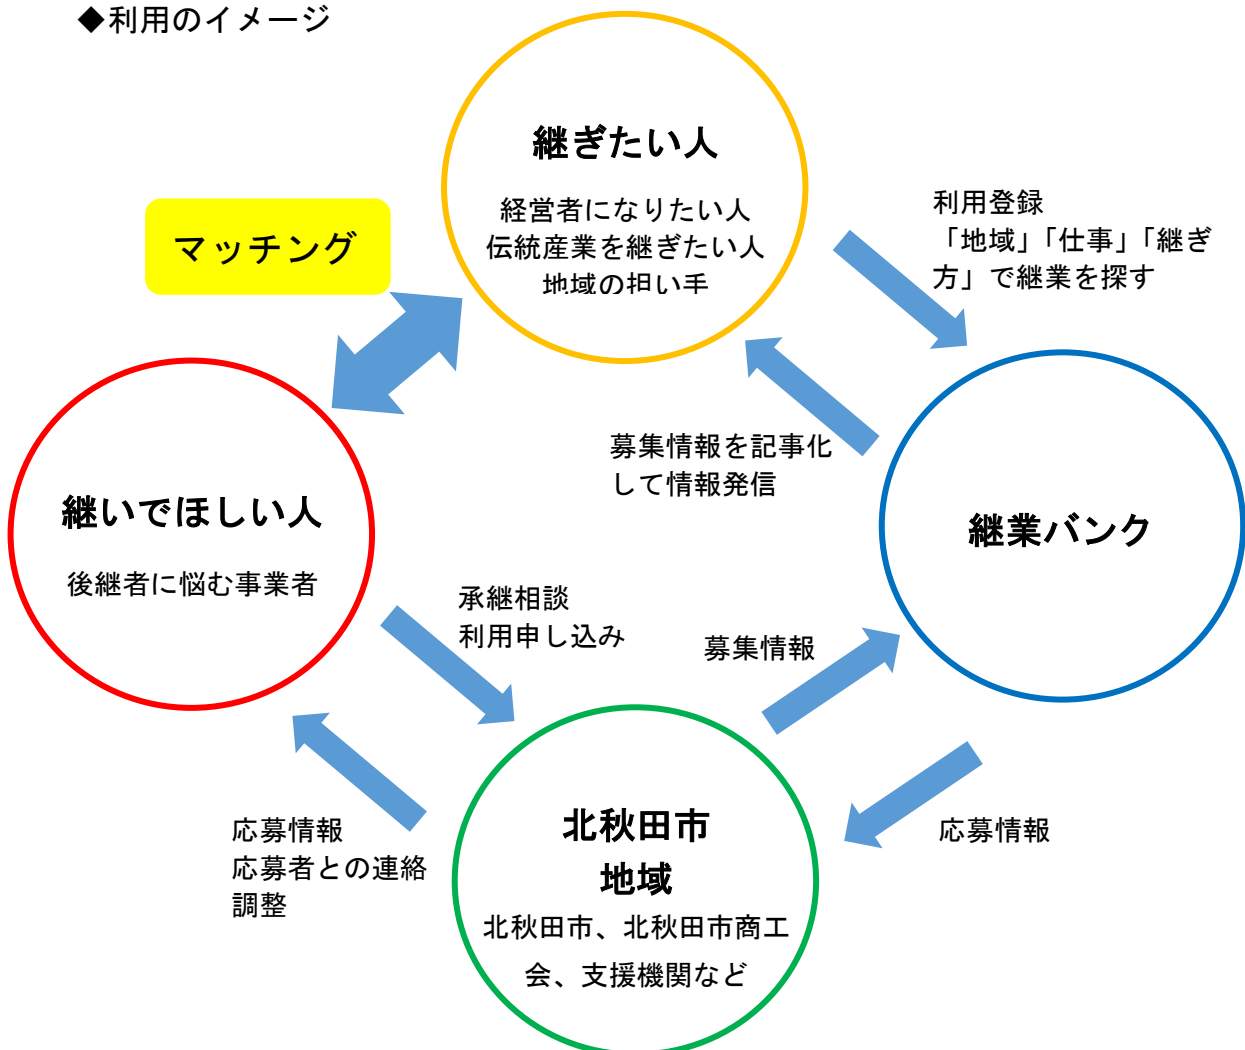 ◆利用のイメージ
継ぎたい人
経営者になりたい人
伝統産業を継ぎたい人
地域の担い手
マッチング
利用登録
「地域」「仕事」「継ぎ
方」で継業を探す
募集情報を記事化
して情報発信
継いでほしい人
後継者に悩む事業者
継業バンク
承継相談
利用申し込み
募集情報
応募情報
応募者との連絡
調整
北秋田市
地域
北秋田市、北秋田市商工
会、支援機関など
応募情報